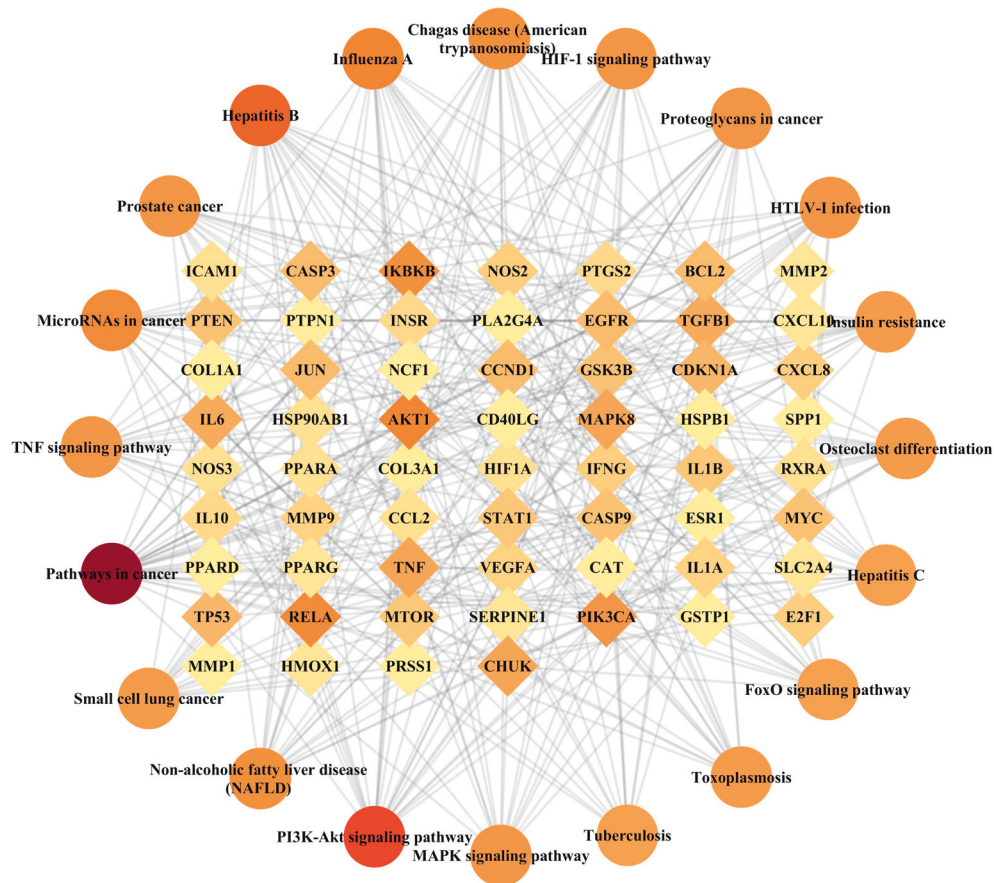 Chagas disease (American
trypanosomiasis)
Influenza A
HIF-1 signaling pathway
Hepatitis B
Proteoglycans in cancer
Prostate cancer
HTLV-I infection
ICAM1 CASP3 IKBKB NOS2 PTGS2 BCL2 MMP2
MicroRNAs in cancer PTEN PTPN1 INSR PLA2G4A EGFR TGFB1 CXCL10 Insulin resistance
COL1A1 JUN NCF1 CCND1 GSK3B CDKN1A CXCL8
IL6 HSP90AB1 AKT1 CD40LG MAPK8 HSPB1 SPP1
TNF signaling pathway Osteoclast differentiation
NOS3 PPARA COL3A1 HIF1A IFNG IL1B RXRA
IL10 MMP9 CCL2 STAT1 CASP9 ESR1 MYC
Pathways in cancer PPARD PPARG TNF VEGFA CAT IL1A SLC2A4 Hepatitis C
TP53 RELA MTOR SERPINE1 PIK3CA GSTP1 E2F1
MMP1 HMOX1 PRSS1 CHUK
Small cell lung cancer FoxO signaling pathway
Non-alcoholic fatty liver disease
(NAFLD)
Toxoplasmosis
PI3K-Akt signaling pathway
Tuberculosis
MAPK signaling pathway